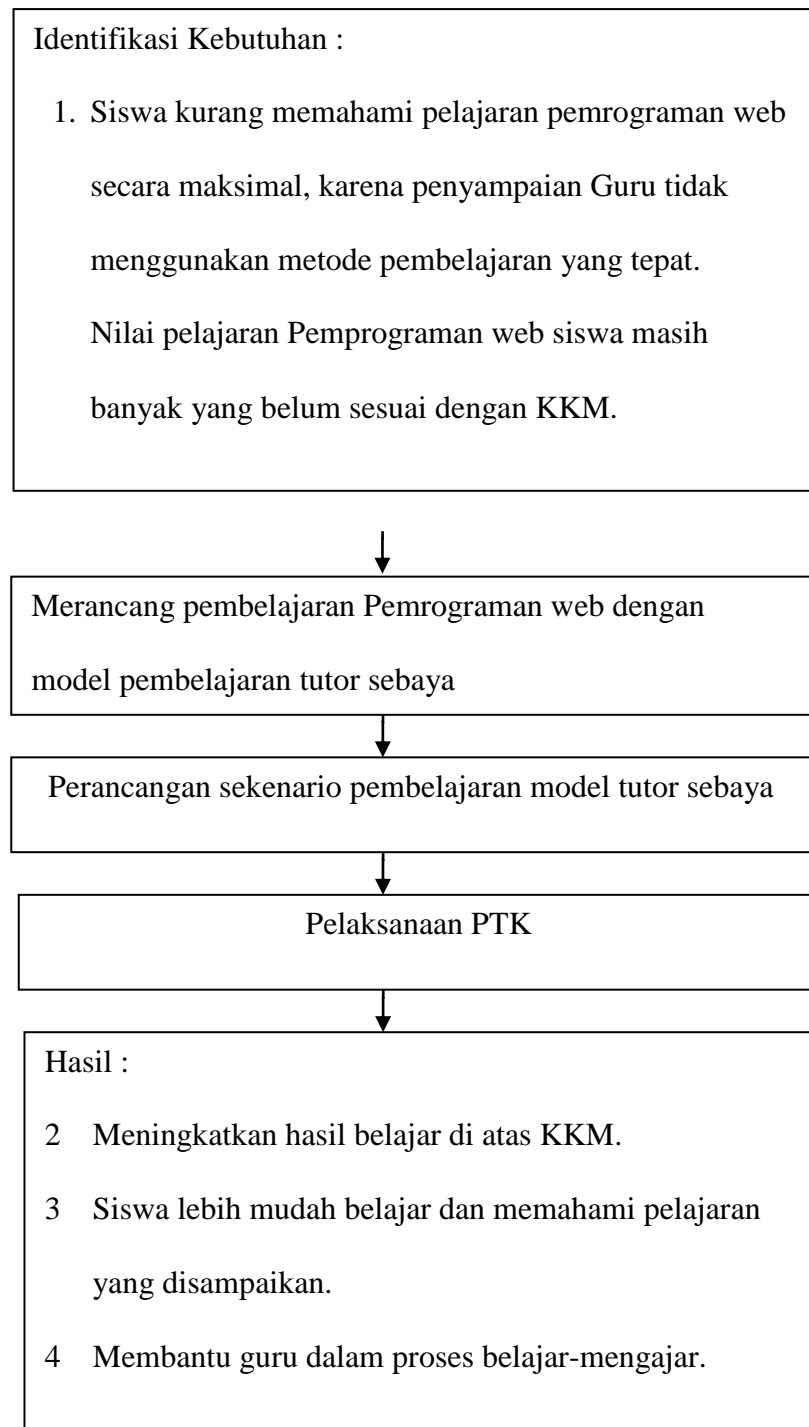 Identifikasi Kebutuhan :
1. Siswa kurang memahami pelajaran pemrograman web
secara maksimal, karena penyampaian Guru tidak
menggunakan metode pembelajaran yang tepat.
Nilai pelajaran Pemprograman web siswa masih
banyak yang belum sesuai dengan KKM.
Merancang pembelajaran Pemrograman web dengan
model pembelajaran tutor sebaya
Perancangan sekenario pembelajaran model tutor sebaya
Pelaksanaan PTK
Hasil :
2 Meningkatkan hasil belajar di atas KKM.
3 Siswa lebih mudah belajar dan memahami pelajaran
yang disampaikan.
4 Membantu guru dalam proses belajar-mengajar.